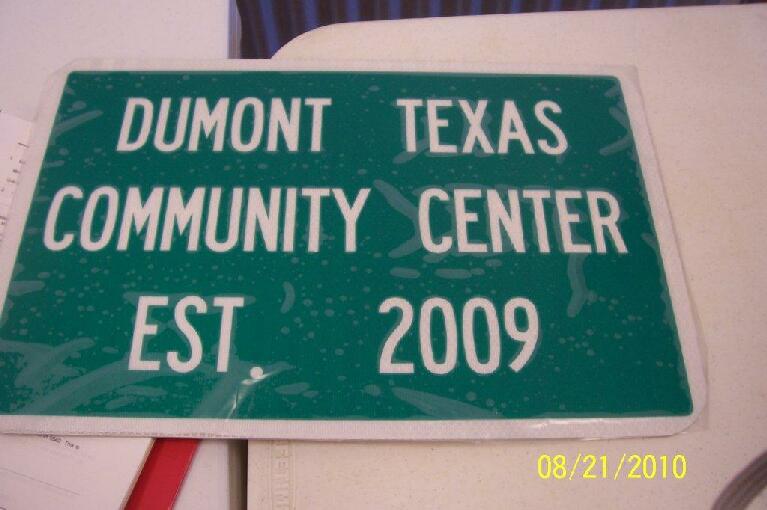 DUMONT TEXAS
COMMUNITY CENTER
EST. 2009
08/21/2010